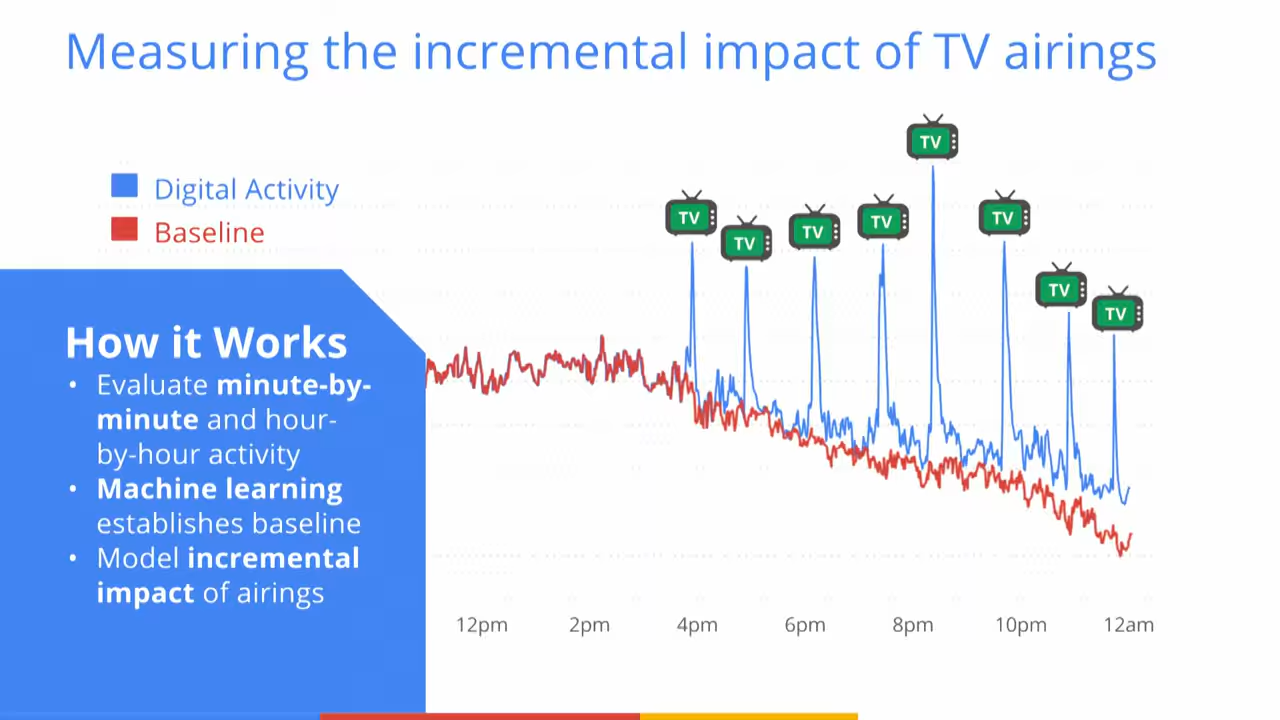 Measuring the incremental impact of TV airings
Digital Activity
Baseline
How it Works
• Evaluate minute-by-
minute and hour-
by-hour activity
• Machine learning
establishes baseline
• Model incremental
impact of airings
TV
TV
TV
TV
TV
TV
TV
TV
12pm 2pm 4pm 6pm 8pm 10pm 12am